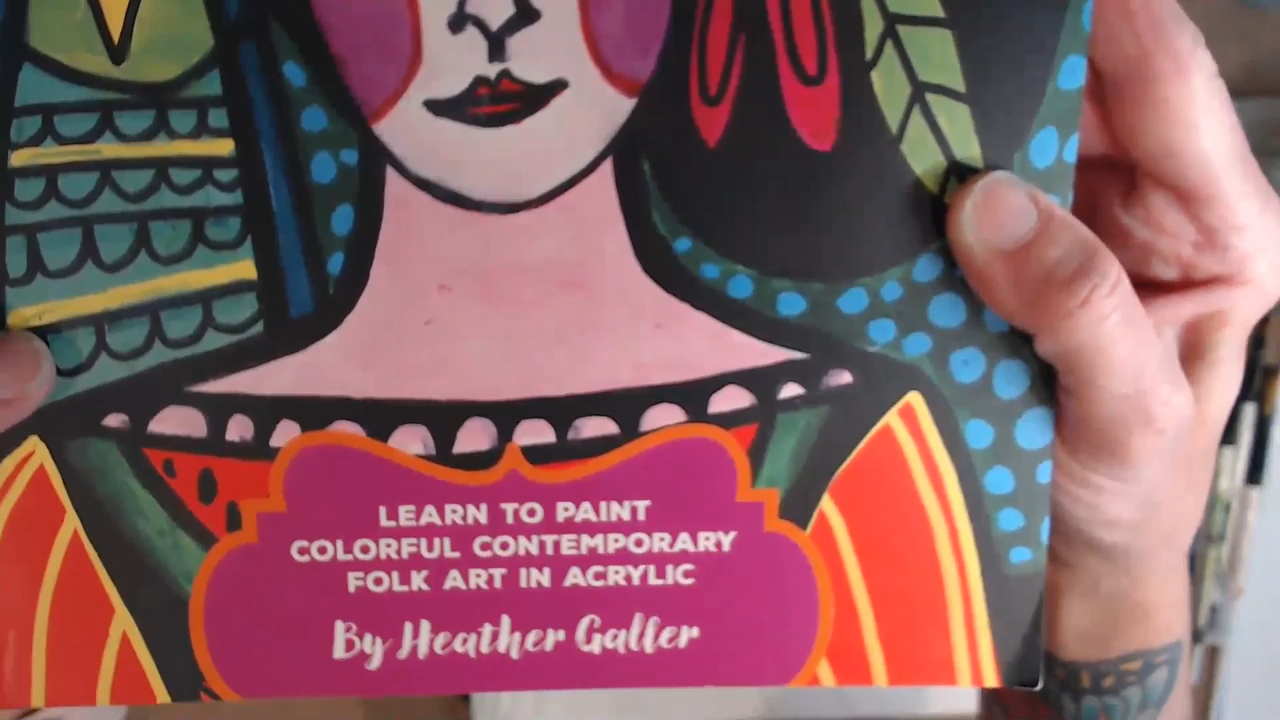 LEARN TO PAINT
COLORFUL CONTEMPORARY
FOLK ART IN ACRYLIC
By Heather Galler